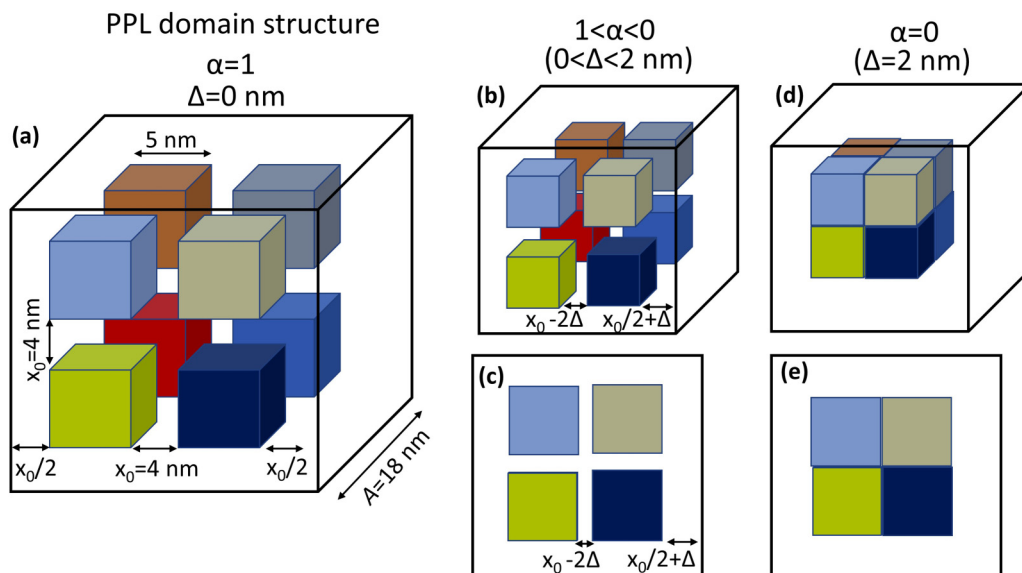 PPL domain structure
α=1
Δ=0 nm
(a)
5 nm
x₀=4 nm
x₀/2
x₀=4 nm
x₀/2
A=18 nm
1<α<0
(0<Δ<2 nm)
(b)
x₀ -2Δ
x₀/2+Δ
(c)
x₀ -2Δ
x₀/2+Δ
α=0
(Δ=2 nm)
(d)
(e)